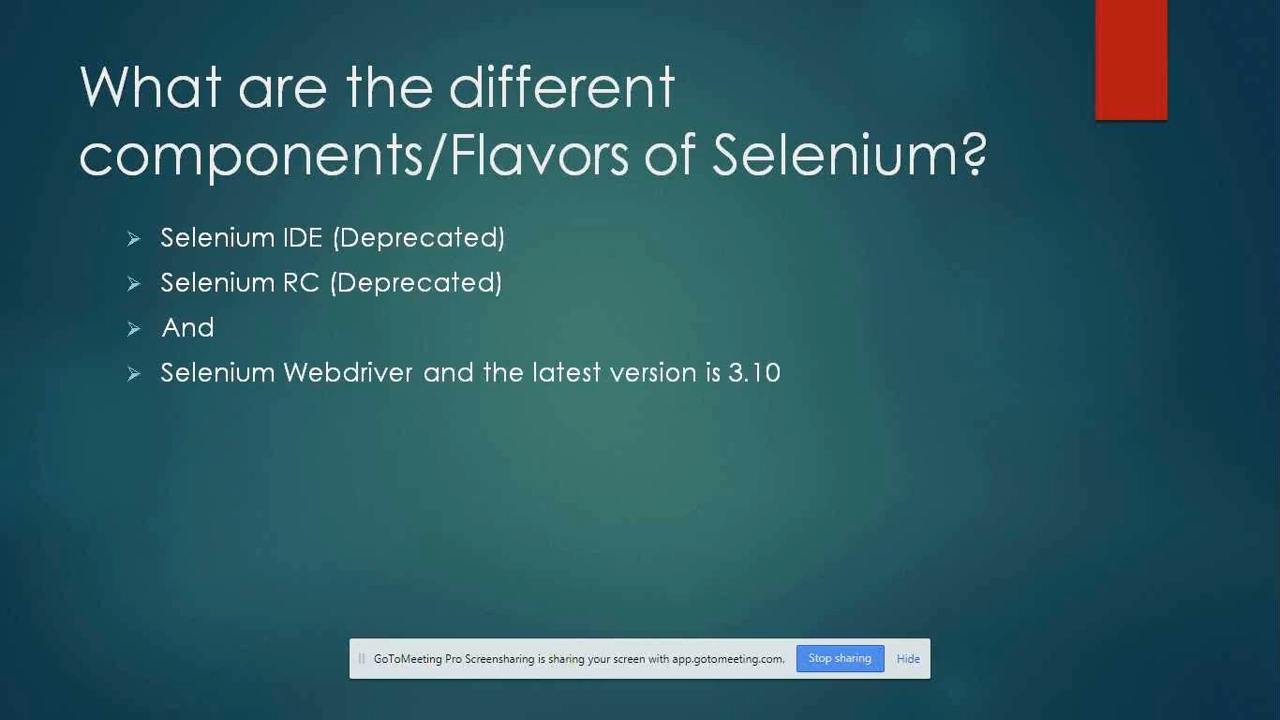 What are the different
components/Flavors of Selenium?
Selenium IDE (Deprecated)
Selenium RC (Deprecated)
And
Selenium Webdriver and the latest version is 3.10
GoToMeeting Pro Screensharing is sharing your screen with app.gotomeeting.com. Stop sharing Hide